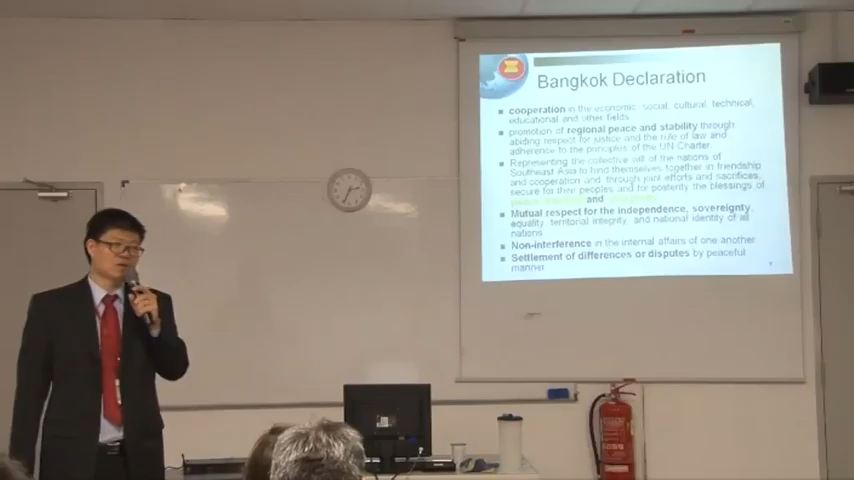 Bangkok Declaration
cooperation in the economic, social, cultural, technical,
educational and other fields
promotion of regional peace and stability through
abiding respect for justice and the rule of law and
adherence to the principles of the UN Charter.
Representing the collective will of the nations of
Southeast Asia to bind themselves together in friendship
and cooperation and, through joint efforts and sacrifices,
secure for their peoples and for posterity the blessings of
and
Mutual respect for the independence, sovereignty,
equality, territorial integrity, and national identity of all
nations
Non-interference in the internal affairs of one another
Settlement of differences or disputes by peaceful
manner